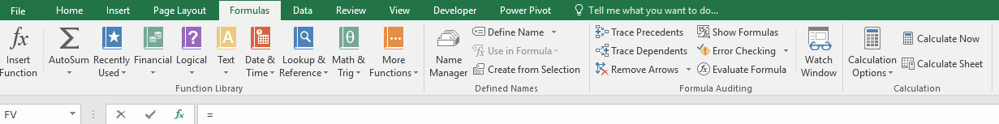 File Home Insert Page Layout Formulas Data Review View Developer Power Pivot Tell me what you want to do...
fx Σ ? A θ Define Name Trace Precedents Show Formulas Calculate Now
Insert AutoSum Recently Financial Logical Text Date & Lookup & Math & More Name Use in Formula Trace Dependents Error Checking Watch Calculation Calculate Sheet
Function Used Time Reference Trig Functions Manager Create from Selection Remove Arrows Evaluate Formula Window Options
Function Library Defined Names Formula Auditing Calculation
FV fx =